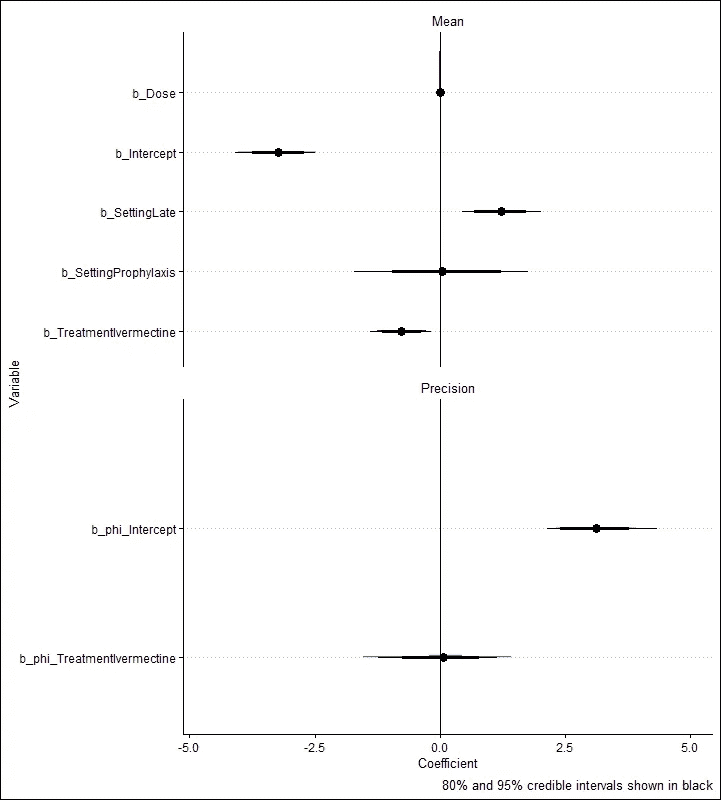 Mean
b_Dose
b_Intercept
b_SettingLate
b_SettingProphylaxis
b_TreatmentIvermectine
Variable
Precision
b_phi_Intercept
b_phi_TreatmentIvermectine
-5.0 -2.5 0.0 2.5 5.0
Coefficient
80% and 95% credible intervals shown in black